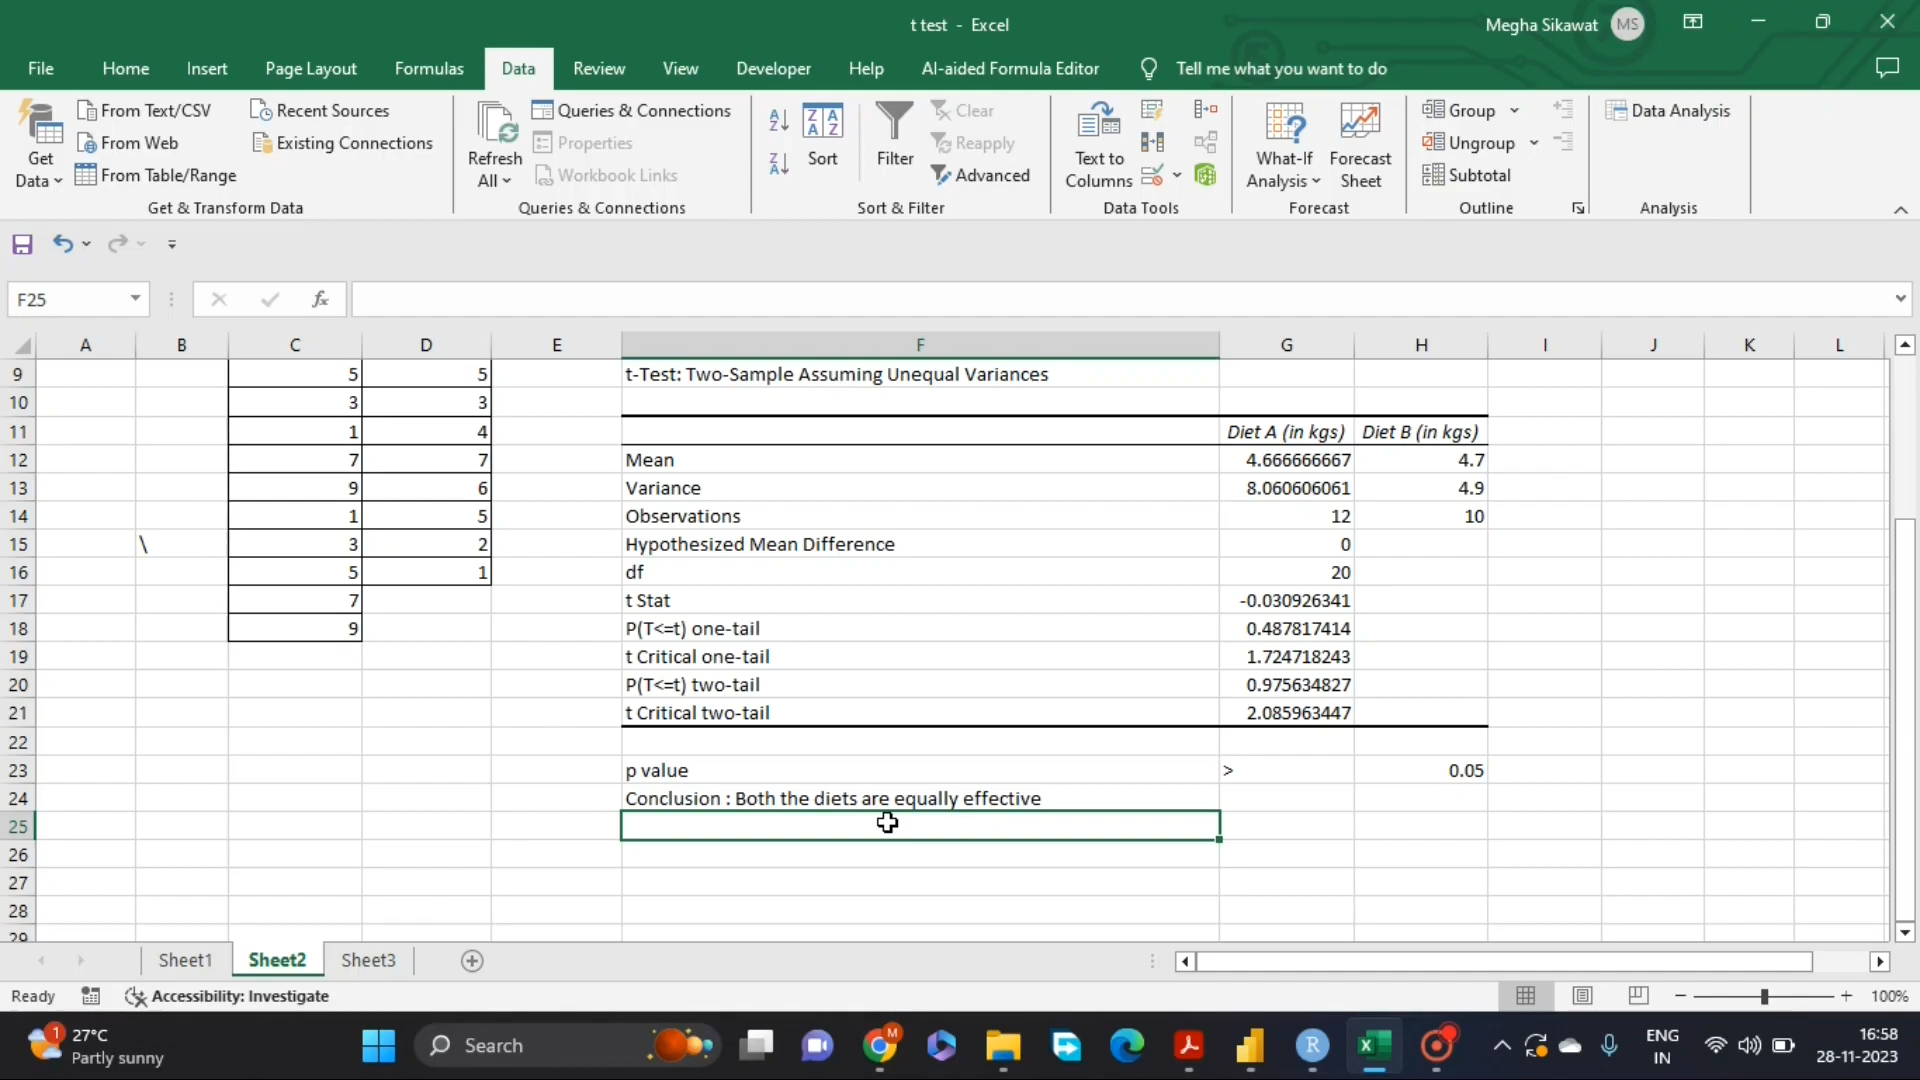 t test - Excel
Megha Sikawat MS
File Home Insert Page Layout Formulas Data Review View Developer Help AI-aided Formula Editor Tell me what you want to do
Get Data
From Text/CSV
From Web
From Table/Range
Recent Sources
Existing Connections
Get & Transform Data
Refresh All
Queries & Connections
Properties
Workbook Links
Queries & Connections
Sort
Filter
Clear
Reapply
Advanced
Sort & Filter
Text to Columns
Data Tools
What-If Analysis
Forecast Sheet
Forecast
Group
Ungroup
Subtotal
Outline
Data Analysis
Analysis
F25 fx
A B C D E F G H I J K L
9 5 5 t-Test: Two-Sample Assuming Unequal Variances
10 3 3
11 1 4 Diet A (in kgs) Diet B (in kgs)
12 7 7 Mean 4.666666667 4.7
13 9 6 Variance 8.060606061 4.9
14 1 5 Observations 12 10
15 \ 3 2 Hypothesized Mean Difference 0
16 5 1 df 20
17 7 t Stat -0.030926341
18 9 P(T<=t) one-tail 0.487817414
19 t Critical one-tail 1.724718243
20 P(T<=t) two-tail 0.975634827
21 t Critical two-tail 2.085963447
22
23 p value > 0.05
24 Conclusion : Both the diets are equally effective
25
26
27
28
29
Sheet1 Sheet2 Sheet3
Ready Accessibility: Investigate 100%
1 27°C
Partly sunny
Search
ENG
IN
16:58
28-11-2023